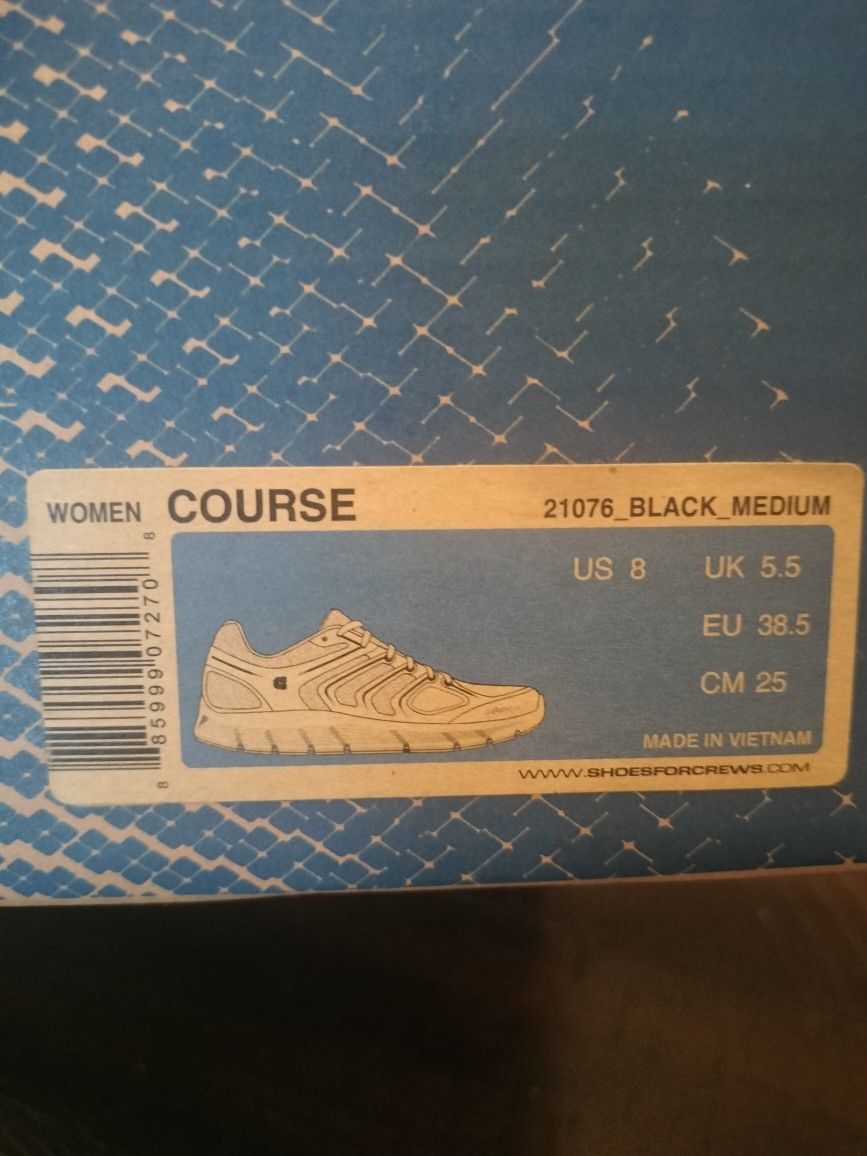 WOMEN COURSE 21076_BLACK_MEDIUM
8 85999 07270 8
US 8 UK 5.5
EU 38.5
CM 25
MADE IN VIETNAM
WWW.SHOESFORCREWS.COM